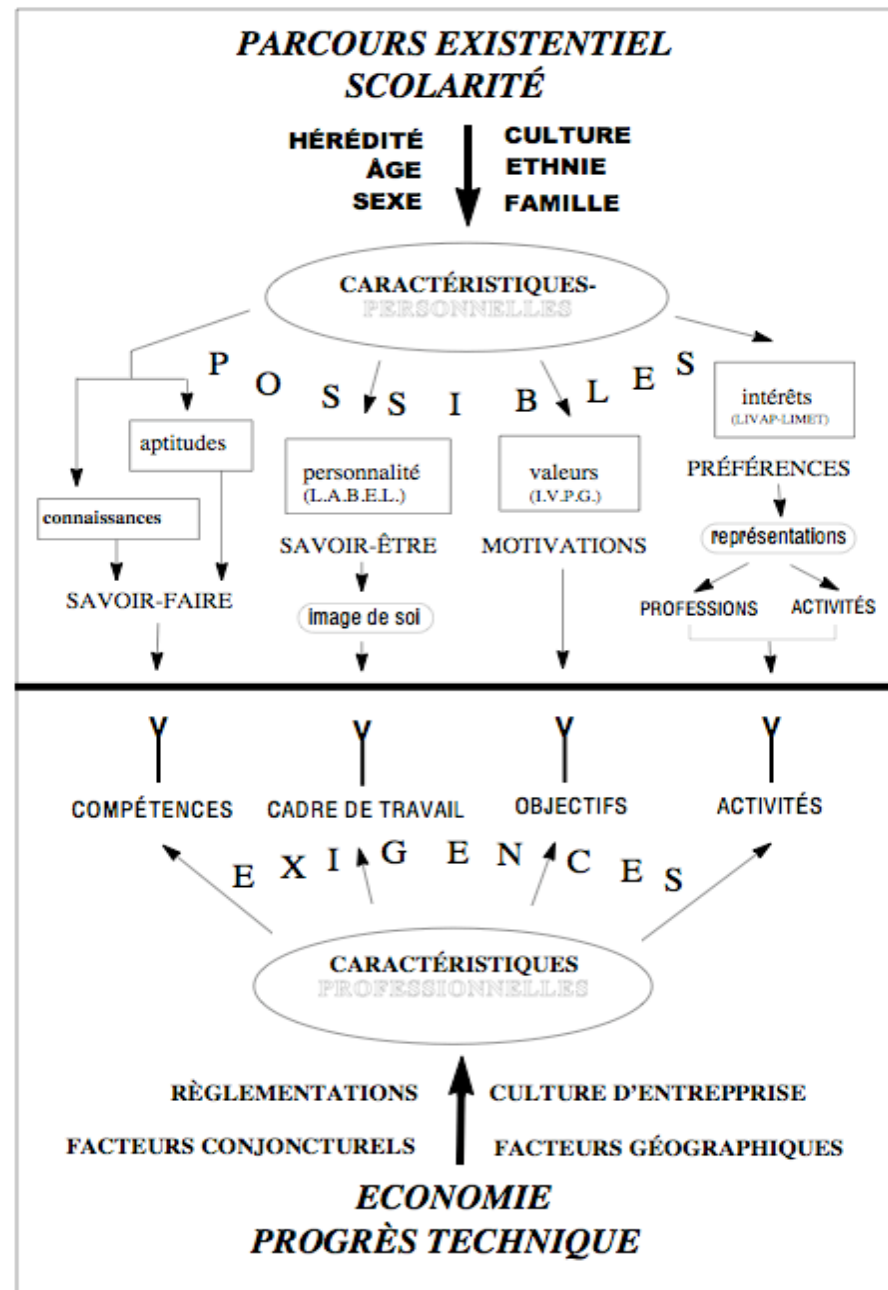 PARCOURS EXISTENTIEL
SCOLARITÉ
HÉRÉDITÉ
ÂGE
SEXE
CULTURE
ETHNIE
FAMILLE
CARACTÉRISTIQUES-
PERSONNELLES
POSSIBLES
aptitudes
connaissances
SAVOIR-FAIRE
personnalité
(L.A.B.E.L.)
SAVOIR-ÊTRE
image de soi
valeurs
(I.V.P.G.)
MOTIVATIONS
intérêts
(LIVAP-LIMET)
PRÉFÉRENCES
représentations
PROFESSIONS ACTIVITÉS
COMPÉTENCES CADRE DE TRAVAIL OBJECTIFS ACTIVITÉS
EXIGENCES
CARACTÉRISTIQUES
PROFESSIONNELLES
RÈGLEMENTATIONS CULTURE D'ENTREPPRISE
FACTEURS CONJONCTURELS FACTEURS GÉOGRAPHIQUES
ECONOMIE
PROGRÈS TECHNIQUE